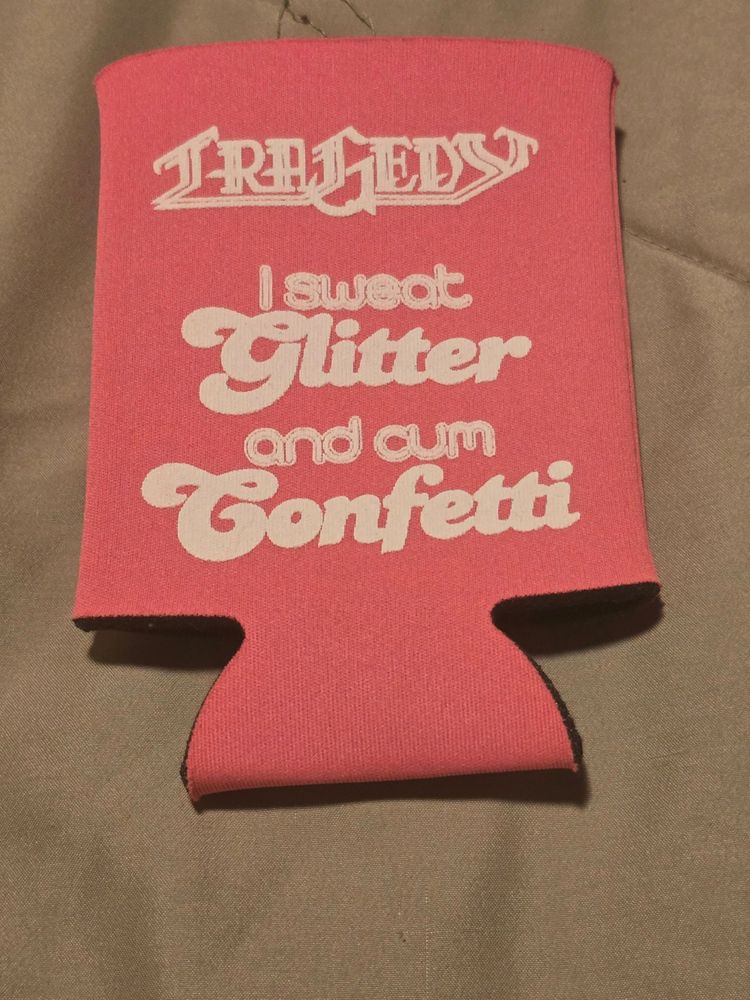 TRAGEDY
I sweat
Glitter
and cum
Confetti